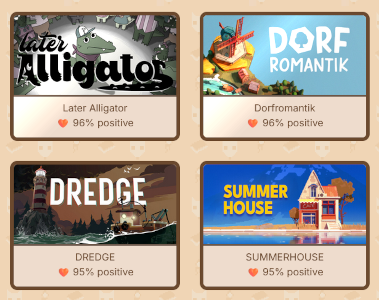 later
Alligator
Later Alligator
96% positive
DORF
ROMANTIK
Dorfromantik
96% positive
DREDGE
DREDGE
95% positive
SUMMER
HOUSE
SUMMERHOUSE
95% positive